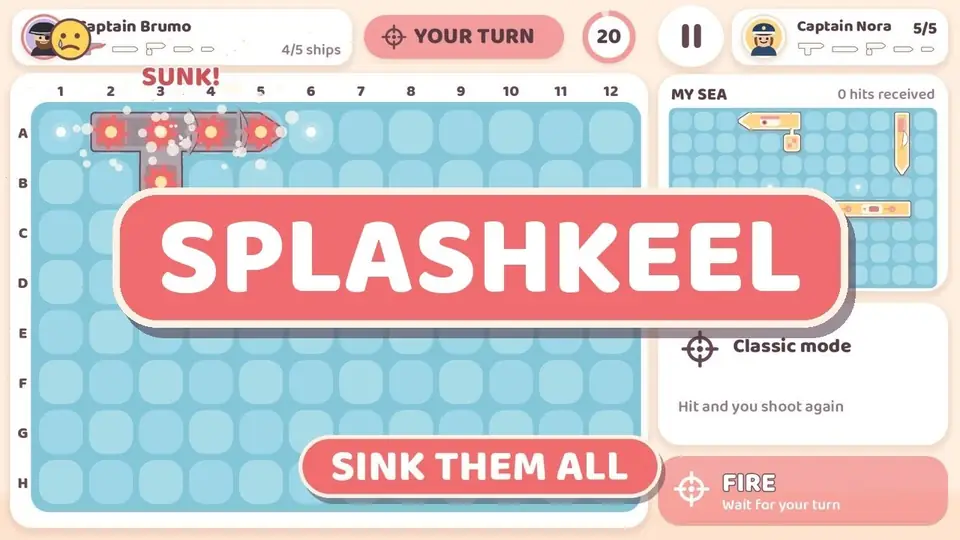 Captain Brumo
4/5 ships
YOUR TURN
20
Captain Nora 5/5
SUNK!
1 2 3 4 5 6 7 8 9 10 11 12
A
B
C
D
E
F
G
H
MY SEA 0 hits received
SPLASHKEEL
Classic mode
Hit and you shoot again
SINK THEM ALL
FIRE
Wait for your turn